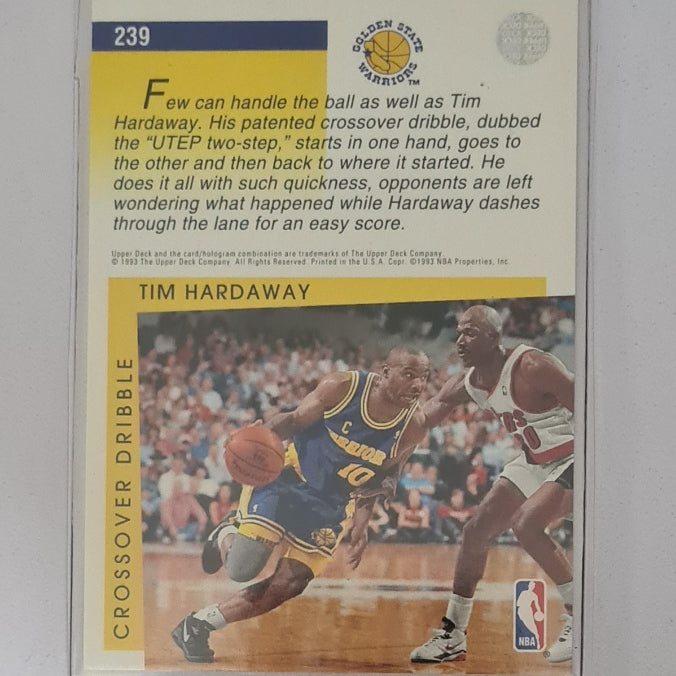 239
GOLDEN STATE
WARRIORS
TM
Few can handle the ball as well as Tim
Hardaway. His patented crossover dribble, dubbed
the “UTEP two-step,” starts in one hand, goes to
the other and then back to where it started. He
does it all with such quickness, opponents are left
wondering what happened while Hardaway dashes
through the lane for an easy score.
Upper Deck and the card/hologram combination are trademarks of The Upper Deck Company.
© 1993 The Upper Deck Company. All Rights Reserved. Printed in the U.S.A. Copr. ©1993 NBA Properties, Inc.
TIM HARDAWAY
CROSSOVER DRIBBLE
C
10
NBA
®